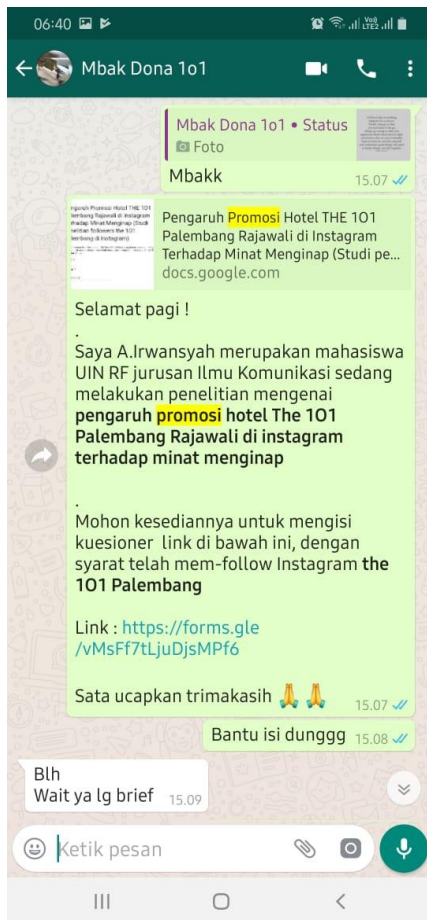 06:40
Vo))
LTE2
Mbak Dona 1o1
Mbak Dona 1o1 • Status
Foto
Mbakk
15.07
Pengaruh Promosi Hotel THE 1O1
Palembang Rajawali di Instagram
Terhadap Minat Menginap (Studi pe...
docs.google.com
Selamat pagi !
.
Saya A.Irwansyah merupakan mahasiswa
UIN RF jurusan Ilmu Komunikasi sedang
melakukan penelitian mengenai
pengaruh promosi hotel The 1O1
Palembang Rajawali di instagram
terhadap minat menginap
.
Mohon kesediannya untuk mengisi
kuesioner  link di bawah ini, dengan
syarat telah mem-follow Instagram the
1O1 Palembang
Link : https://forms.gle
/vMsFf7tLjuDjsMPf6
Sata ucapkan trimakasih 🙏 🙏
15.07
Bantu isi dunggg
15.08
Blh
Wait ya lg brief
15.09
Ketik pesan